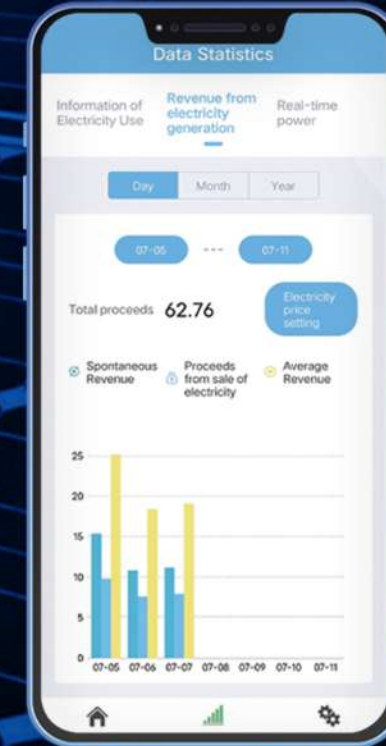 Data Statistics
Information of
Electricity Use
Revenue from
electricity
generation
Real-time
power
Day
Month
Year
07-05
---
07-11
Total proceeds 62.76
Electricity
price
setting
Spontaneous
Revenue
Proceeds
from sale of
electricity
Average
Revenue
25
20
15
10
5
0
07-05 07-06 07-07 07-08 07-09 07-10 07-11